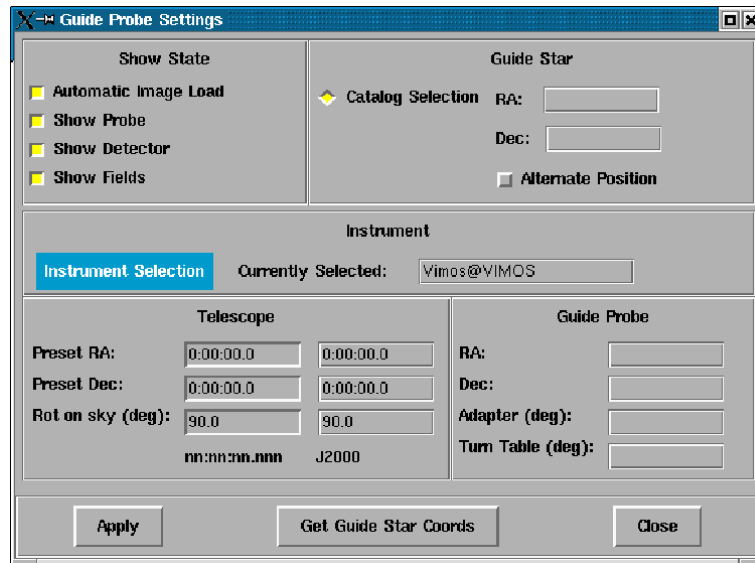 Guide Probe Settings
Show State
Automatic Image Load
Show Probe
Show Detector
Show Fields
Guide Star
Catalog Selection RA:
Dec:
Alternate Position
Instrument
Instrument Selection Currently Selected: Vimos@VIMOS
Telescope
Preset RA: 0:00:00.0 0:00:00.0
Preset Dec: 0:00:00.0 0:00:00.0
Rot on sky (deg): 90.0 90.0
nn:nn:nn.nnn J2000
Guide Probe
RA:
Dec:
Adapter (deg):
Turn Table (deg):
Apply Get Guide Star Coords Close